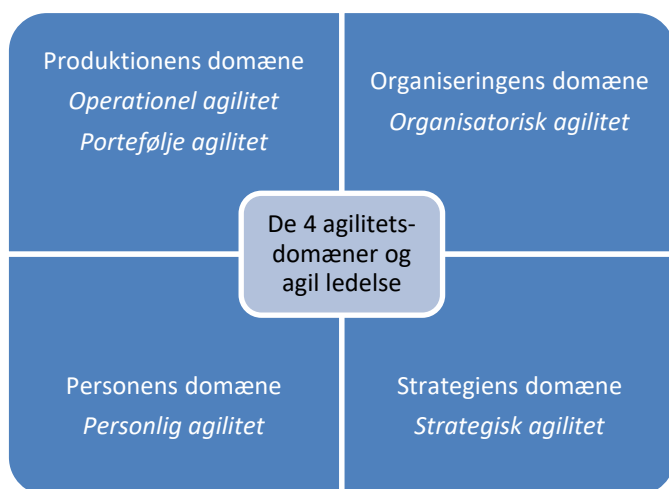 Produktionens domæne
Operationel agilitet
Portefølje agilitet
Organiseringens domæne
Organisatorisk agilitet
De 4 agilitets-
domæner og
agil ledelse
Personens domæne
Personlig agilitet
Strategiens domæne
Strategisk agilitet